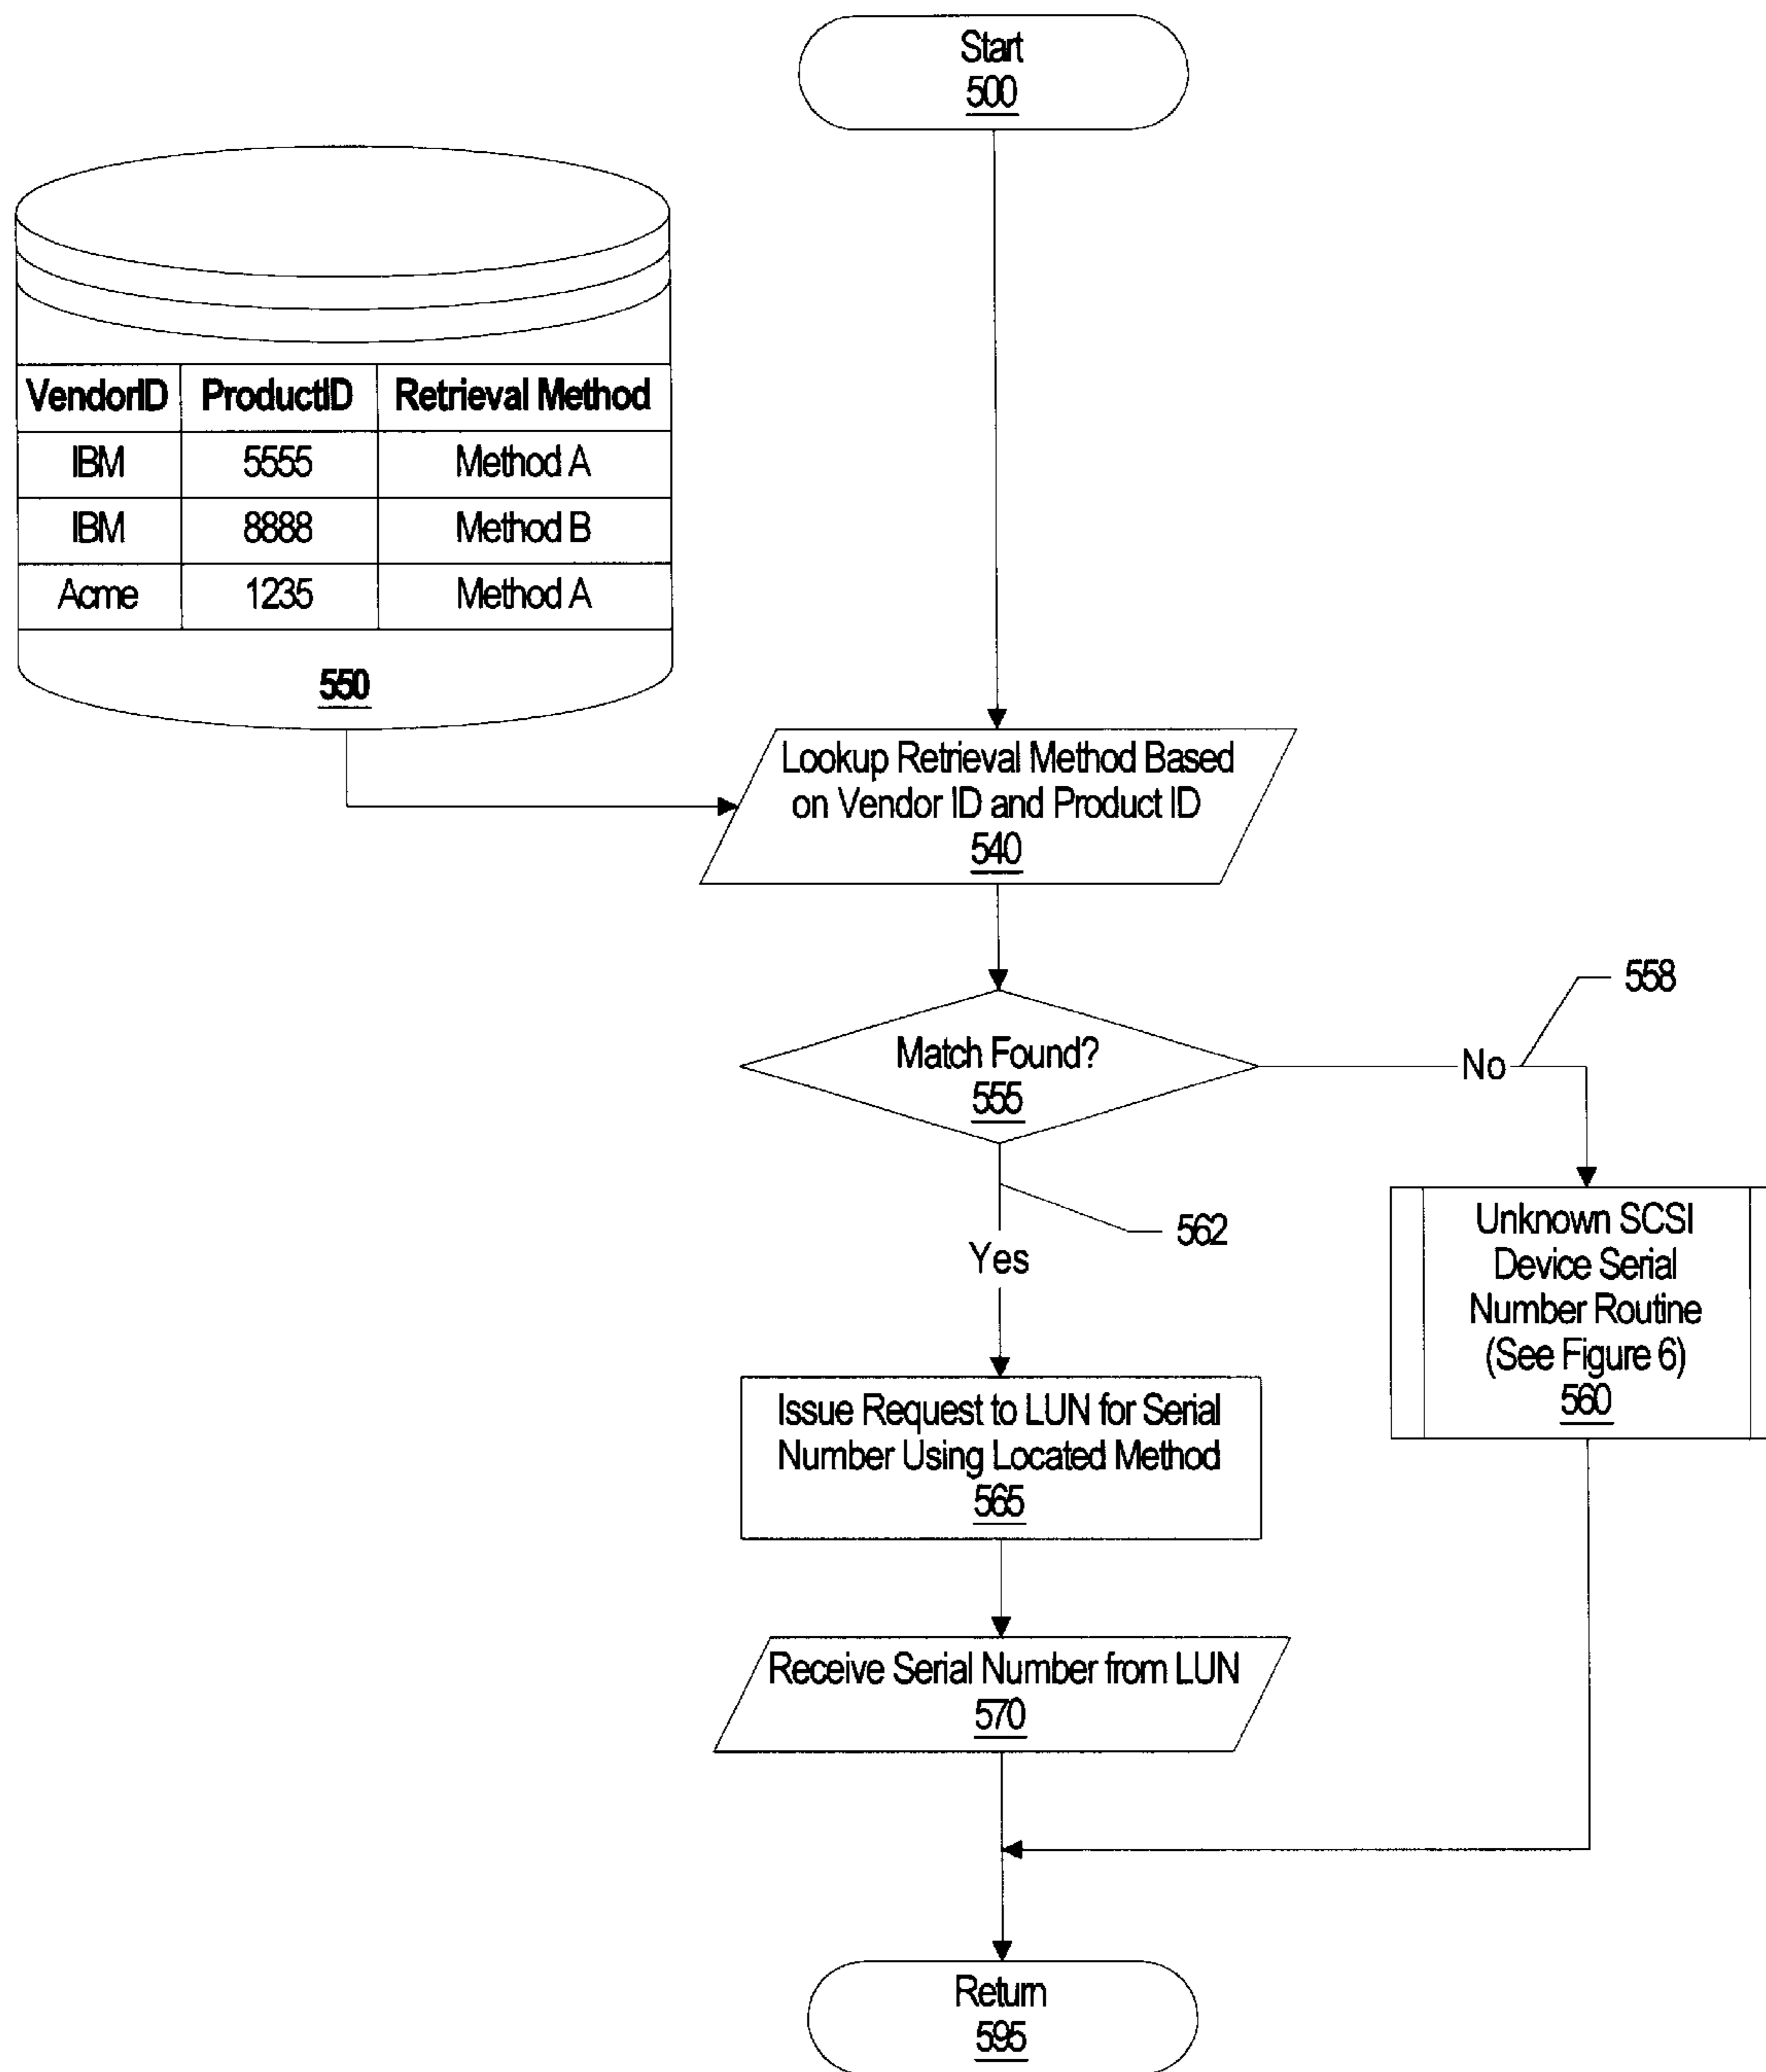 Start
500
VendorID ProductID Retrieval Method
IBM 5555 Method A
IBM 8888 Method B
Acme 1235 Method A
550
Lookup Retrieval Method Based
on Vendor ID and Product ID
540
558
Match Found?
555
No
562
Yes
Unknown SCSI
Device Serial
Number Routine
(See Figure 6)
560
Issue Request to LUN for Serial
Number Using Located Method
565
Receive Serial Number from LUN
570
Return
595